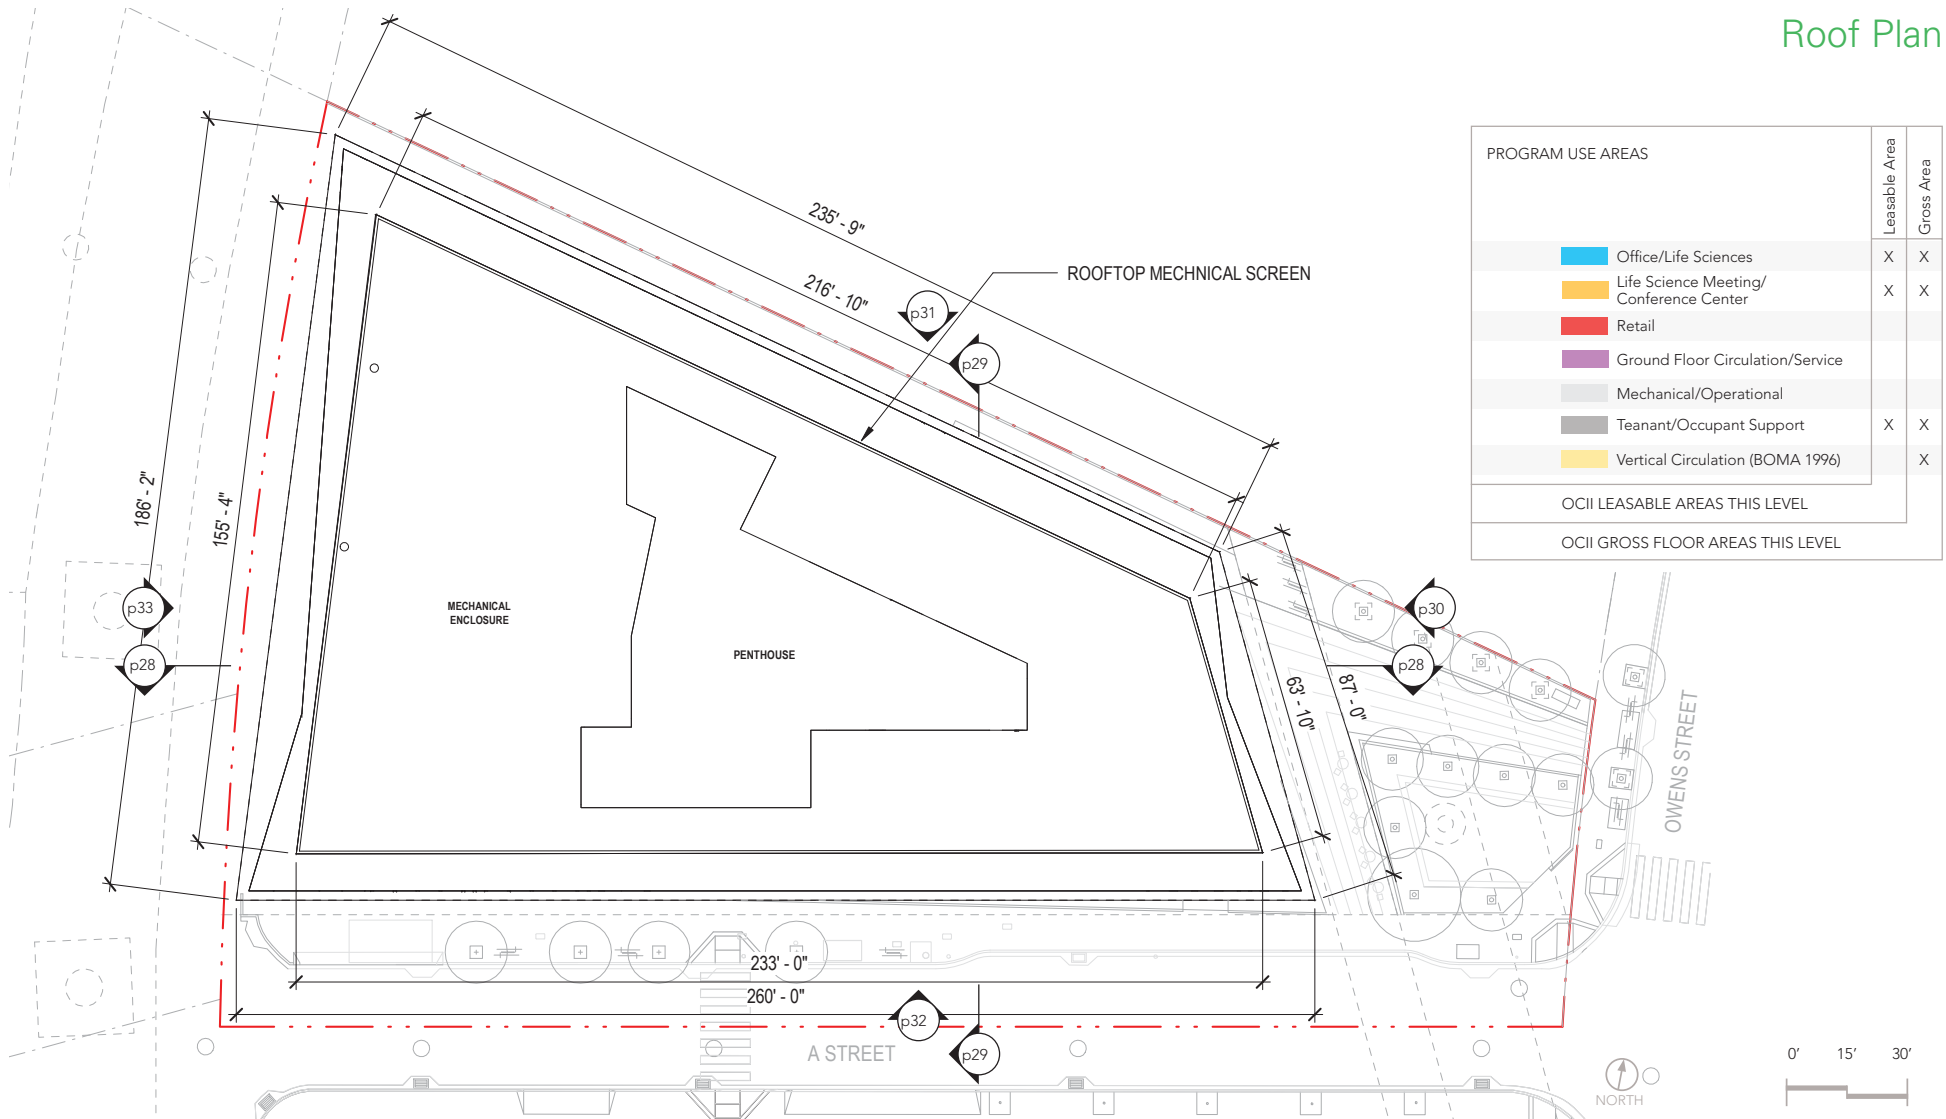 Roof Plan
PROGRAM USE AREAS
Leasable Area
Gross Area
Office/Life Sciences X X
Life Science Meeting/
Conference Center X X
Retail
Ground Floor Circulation/Service
Mechanical/Operational
Teanant/Occupant Support X X
Vertical Circulation (BOMA 1996) X
OCII LEASABLE AREAS THIS LEVEL
OCII GROSS FLOOR AREAS THIS LEVEL
235' - 9"
216' - 10"
ROOFTOP MECHNICAL SCREEN
p31
p29
186' - 2"
155' - 4"
p33
p28
MECHANICAL
ENCLOSURE
PENTHOUSE
p30
p28
63' - 10"
87' - 0"
OWENS STREET
233' - 0"
260' - 0"
p32
p29
A STREET
NORTH
0' 15' 30'